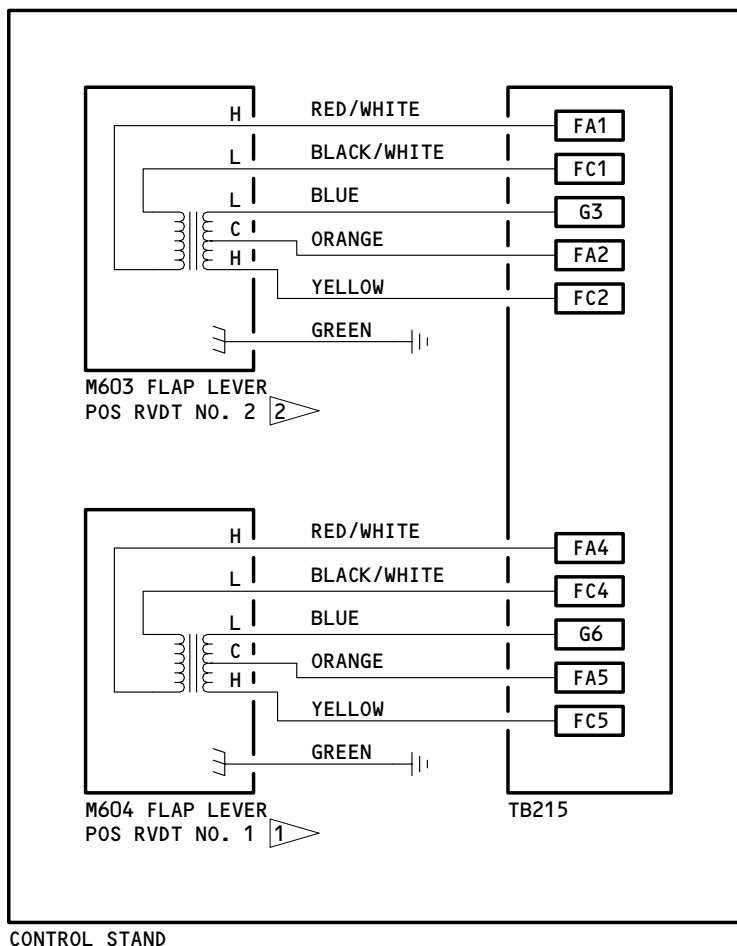 H RED/WHITE FA1
L BLACK/WHITE FC1
L BLUE G3
C ORANGE FA2
H YELLOW FC2
GREEN
M603 FLAP LEVER
POS RVDT NO. 2 2
H RED/WHITE FA4
L BLACK/WHITE FC4
L BLUE G6
C ORANGE FA5
H YELLOW FC5
GREEN
M604 FLAP LEVER TB215
POS RVDT NO. 1 1
CONTROL STAND